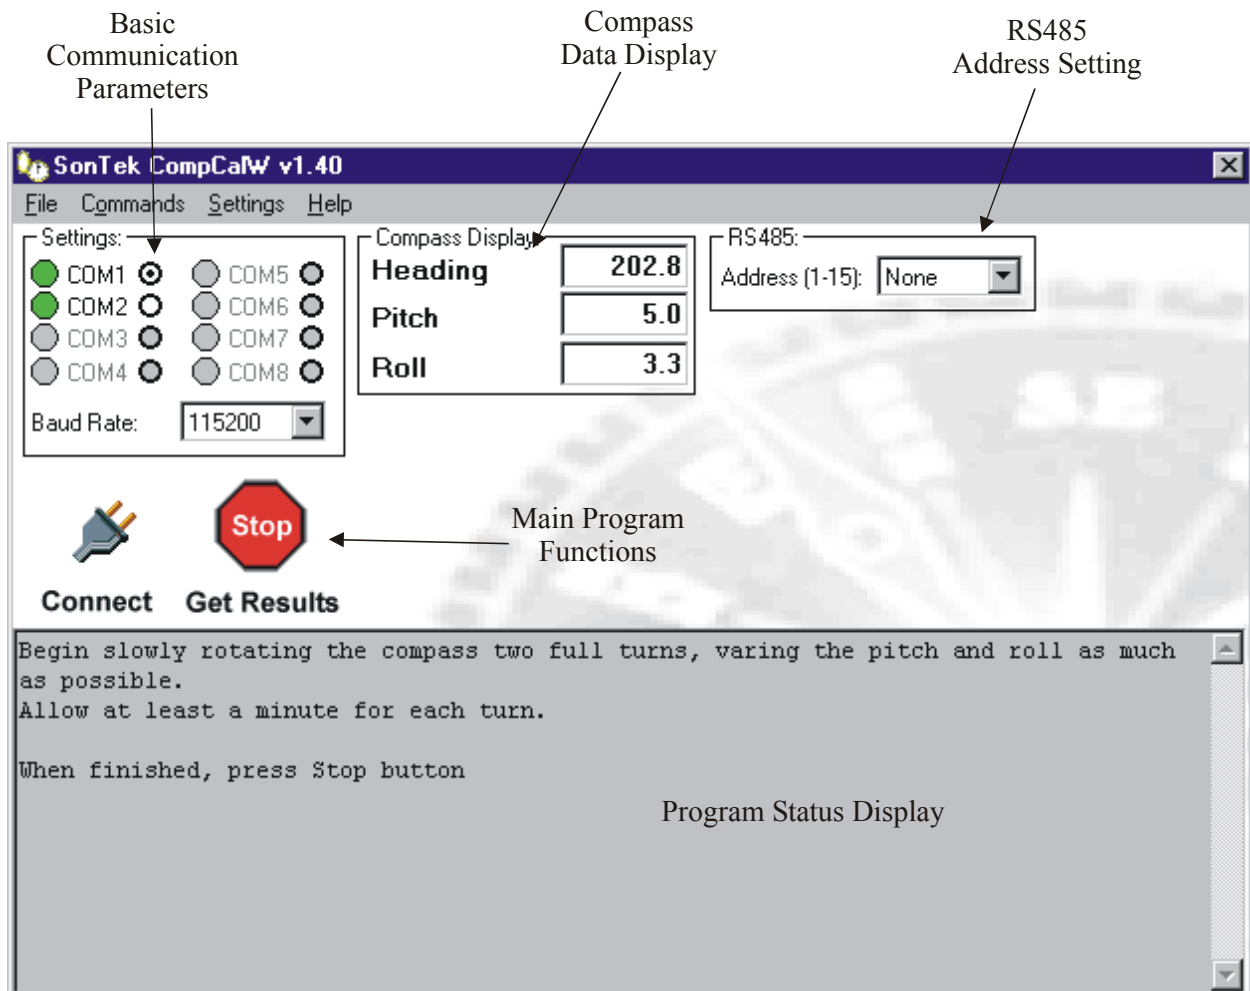 Basic
Communication
Parameters
Compass
Data Display
RS485
Address Setting
SonTek CompCalW v1.40
File Commands Settings Help
Settings:
COM1 COM5
COM2 COM6
COM3 COM7
COM4 COM8
Baud Rate: 115200
Compass Display
Heading 202.8
Pitch 5.0
Roll 3.3
RS485:
Address (1-15): None
Stop
Connect Get Results
Main Program
Functions
Begin slowly rotating the compass two full turns, varing the pitch and roll as much
as possible.
Allow at least a minute for each turn.
When finished, press Stop button
Program Status Display
SE